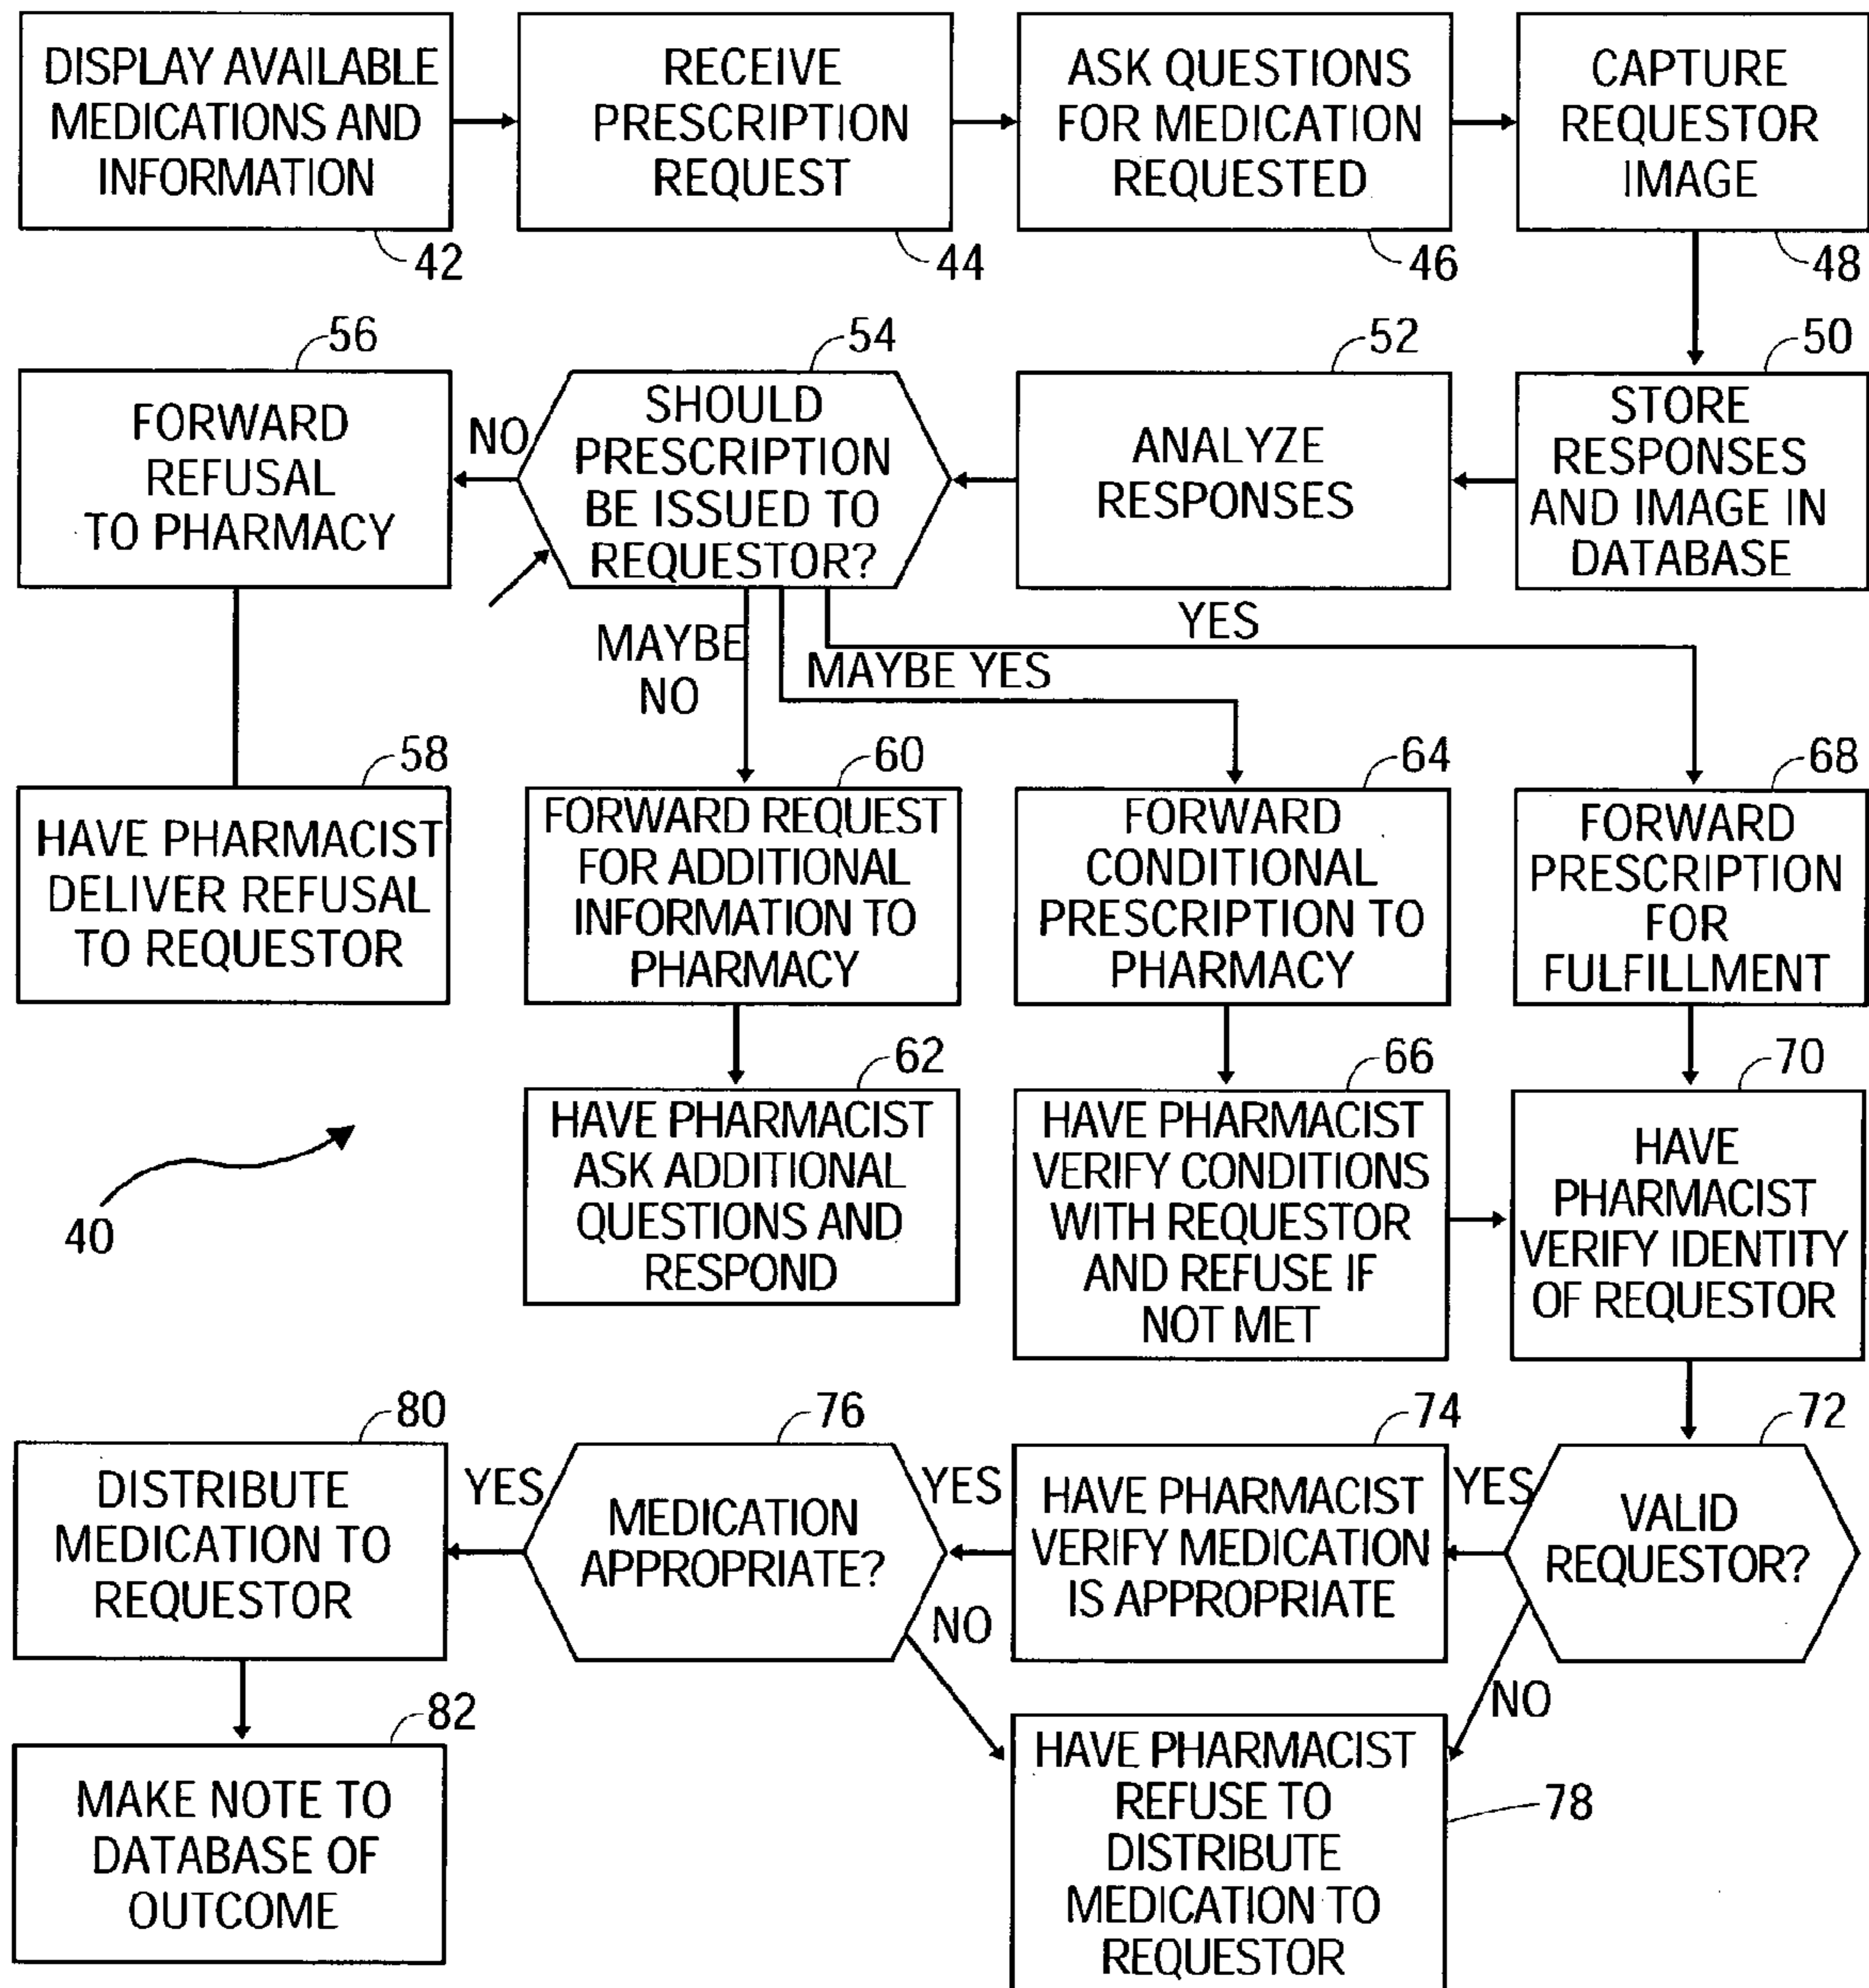 DISPLAY AVAILABLE
MEDICATIONS AND
INFORMATION
42
RECEIVE
PRESCRIPTION
REQUEST
44
ASK QUESTIONS
FOR MEDICATION
REQUESTED
46
CAPTURE
REQUESTOR
IMAGE
48
56
FORWARD
REFUSAL
TO PHARMACY
NO
54
SHOULD
PRESCRIPTION
BE ISSUED TO
REQUESTOR?
52
ANALYZE
RESPONSES
50
STORE
RESPONSES
AND IMAGE IN
DATABASE
MAYBE
NO
MAYBE YES
YES
58
HAVE PHARMACIST
DELIVER REFUSAL
TO REQUESTOR
60
FORWARD REQUEST
FOR ADDITIONAL
INFORMATION TO
PHARMACY
64
FORWARD
CONDITIONAL
PRESCRIPTION TO
PHARMACY
68
FORWARD
PRESCRIPTION
FOR
FULFILLMENT
40
62
HAVE PHARMACIST
ASK ADDITIONAL
QUESTIONS AND
RESPOND
66
HAVE PHARMACIST
VERIFY CONDITIONS
WITH REQUESTOR
AND REFUSE IF
NOT MET
70
HAVE
PHARMACIST
VERIFY IDENTITY
OF REQUESTOR
80
DISTRIBUTE
MEDICATION TO
REQUESTOR
YES
76
MEDICATION
APPROPRIATE?
YES
NO
74
HAVE PHARMACIST
VERIFY MEDICATION
IS APPROPRIATE
YES
72
VALID
REQUESTOR?
NO
82
MAKE NOTE TO
DATABASE OF
OUTCOME
HAVE PHARMACIST
REFUSE TO
DISTRIBUTE
MEDICATION TO
REQUESTOR
78